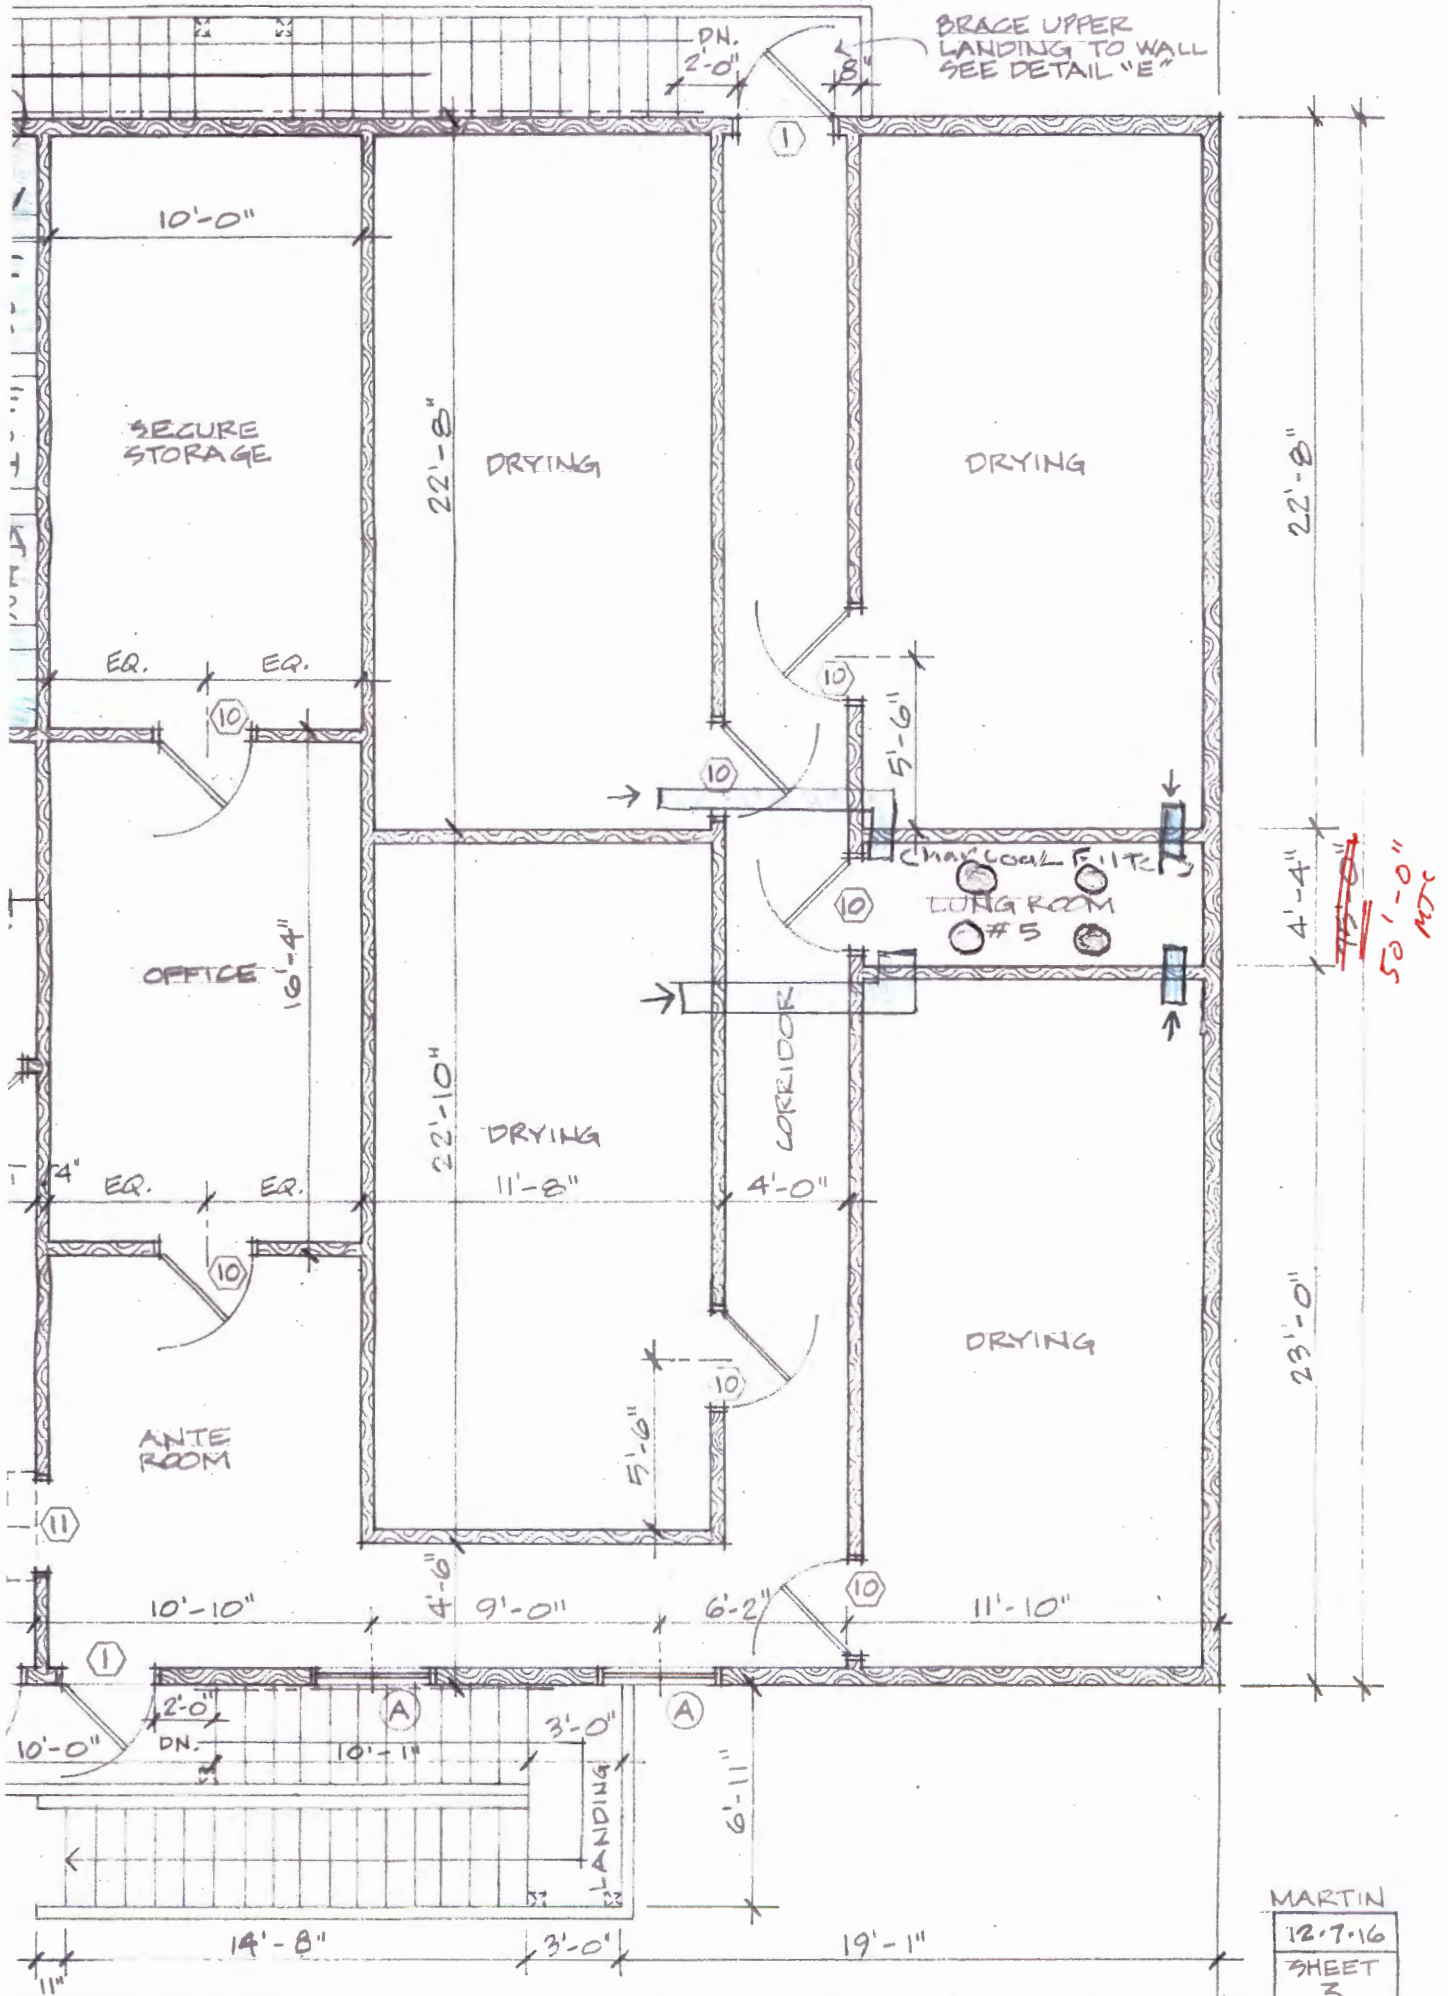 BRACE UPPER
LANDING TO WALL
SEE DETAIL "E"
DN.
2'-0"
8"
1
10'-0"
SECURE
STORAGE
22'-8"
DRYING
DRYING
22'-8"
EQ.
EQ.
10
10
10
5'-6"
CHARCOAL FILTERS
LUNG ROOM
#5
10
4'-4"
50'-0"
MTC
OFFICE
16'-4"
CORRIDOR
22'-10"
DRYING
11'-8"
4'-0"
4"
EQ.
EQ.
10
23'-0"
DRYING
10
5'-6"
ANTE
ROOM
11
10
4'-6"
10'-10"
9'-0"
6'-2"
11'-10"
1
2'-0"
A
A
10'-0"
DN.
10'-1"
3'-0"
LANDING
6'-11"
14'-8"
3'-0"
19'-1"
11"
MARTIN
12.7.16
SHEET
3